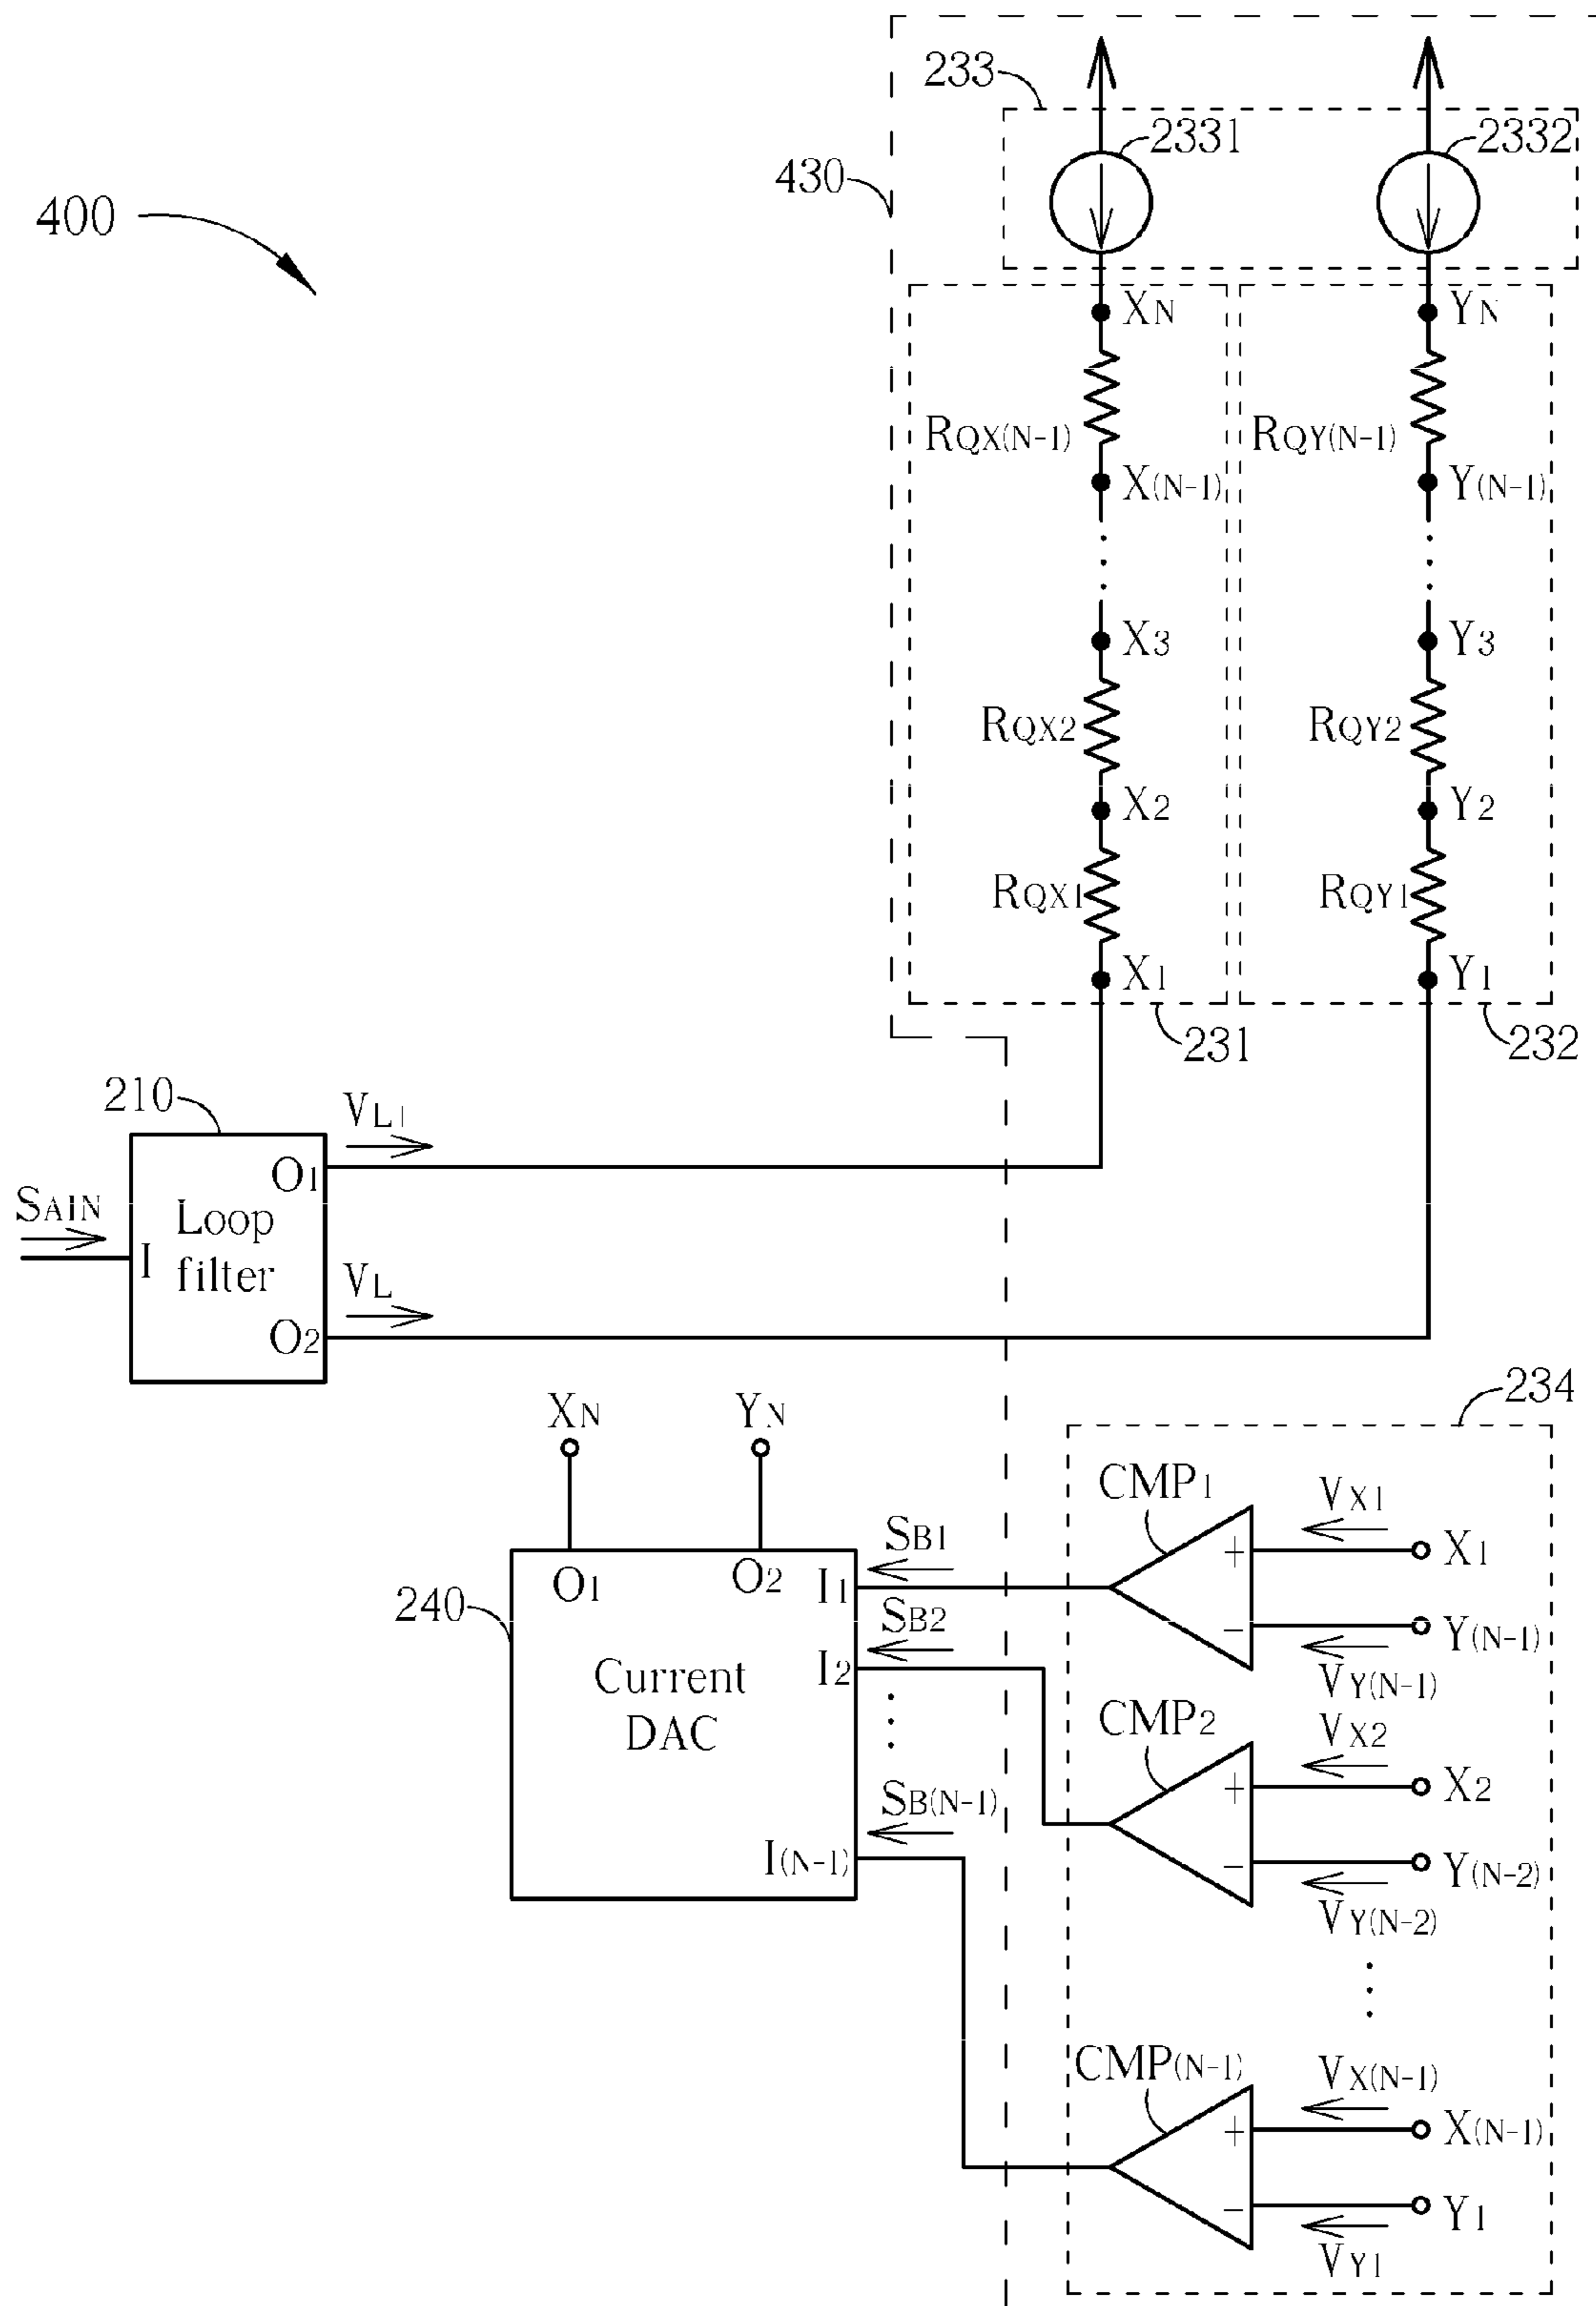 400
430
233
2331
2332
XN
YN
RQX(N-1)
RQY(N-1)
X(N-1)
Y(N-1)
X3
Y3
RQX2
RQY2
X2
Y2
RQX1
RQY1
X1
Y1
231
232
210
VL1
O1
SAIN
I
Loop
filter
VL
O2
234
XN
YN
240
O1
O2
I1
I2
I(N-1)
Current
DAC
SB1
SB2
SB(N-1)
CMP1
VX1
+
X1
−
Y(N-1)
VY(N-1)
CMP2
VX2
+
X2
−
Y(N-2)
VY(N-2)
CMP(N-1)
VX(N-1)
+
X(N-1)
−
Y1
VY1